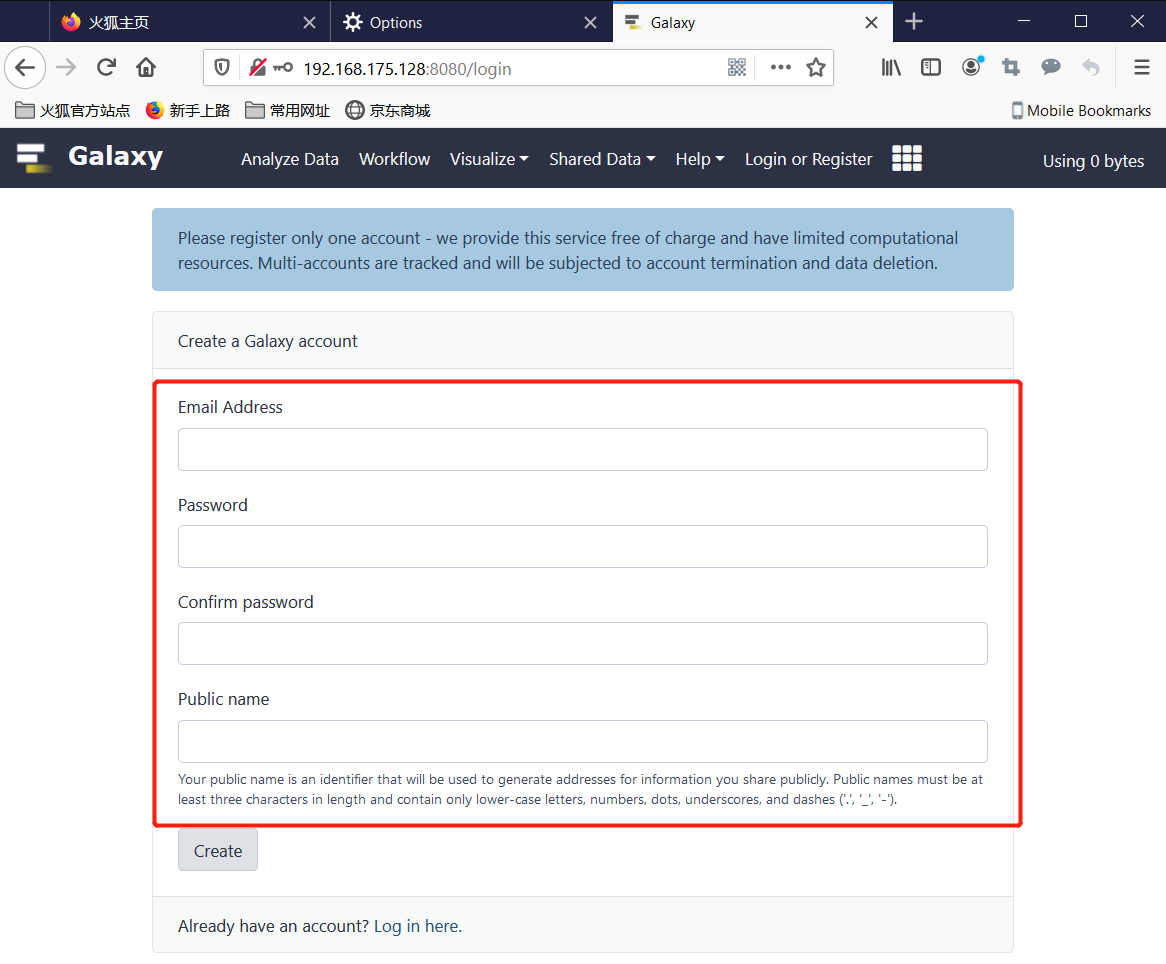 火狐主页
Options
Galaxy
192.168.175.128:8080/login
火狐官方站点
新手上路
常用网址
京东商城
Mobile Bookmarks
Galaxy
Analyze Data
Workflow
Visualize
Shared Data
Help
Login or Register
Using 0 bytes
Please register only one account - we provide this service free of charge and have limited computational
resources. Multi-accounts are tracked and will be subjected to account termination and data deletion.
Create a Galaxy account
Email Address
Password
Confirm password
Public name
Your public name is an identifier that will be used to generate addresses for information you share publicly. Public names must be at
least three characters in length and contain only lower-case letters, numbers, dots, underscores, and dashes ('.', '_', '-').
Create
Already have an account? Log in here.